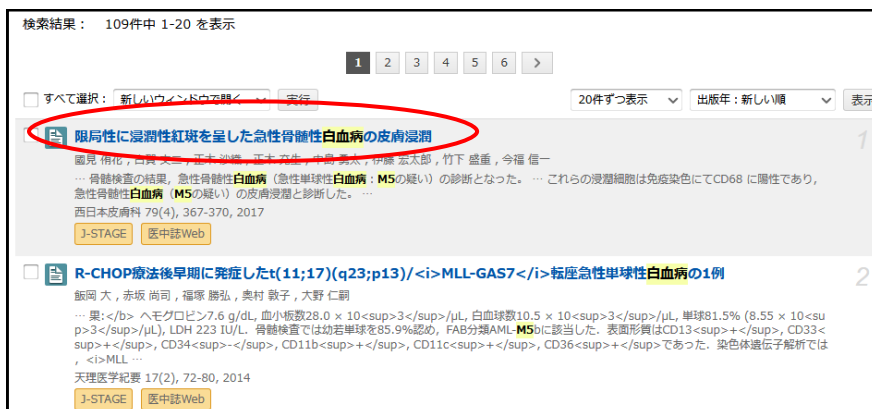 検索結果： 109件中 1-20 を表示
1 2 3 4 5 6 >
すべて選択： 新しいウィンドウで開く 実行 20件ずつ表示 出版年：新しい順 表示
限局性に浸潤性紅斑を呈した急性骨髄性白血病の皮膚浸潤 1
國見 侑花 , 古賀 文二 , 正木 沙織 , 正木 充生 , 中島 勇太 , 伊藤 宏太郎 , 竹下 盛重 , 今福 信一
… 骨髄検査の結果，急性骨髄性白血病（急性単球性白血病：M5の疑い）の診断となった。 … これらの浸潤細胞は免疫染色にてCD68 に陽性であり，
急性骨髄性白血病（M5の疑い）の皮膚浸潤と診断した。 …
西日本皮膚科 79(4), 367-370, 2017
J-STAGE 医中誌Web
R-CHOP療法後早期に発症したt(11;17)(q23;p13)/<i>MLL-GAS7</i>転座急性単球性白血病の1例 2
飯岡 大 , 赤坂 尚司 , 福塚 勝弘 , 奥村 敦子 , 大野 仁嗣
… 果:</b> ヘモグロビン7.6 g/dL, 血小板数28.0 × 10<sup>3</sup>/μL, 白血球数10.5 × 10<sup>3</sup>/μL, 単球81.5% (8.55 × 10<su
p>3</sup>/μL), LDH 223 IU/L. 骨髄検査では幼若単球を85.9%認め, FAB分類AML-M5bに該当した. 表面形質はCD13<sup>+</sup>, CD33<
sup>+</sup>, CD34<sup>-</sup>, CD11b<sup>+</sup>, CD11c<sup>+</sup>, CD36<sup>+</sup>であった. 染色体遺伝子解析では
, <i>MLL …
天理医学紀要 17(2), 72-80, 2014
J-STAGE 医中誌Web